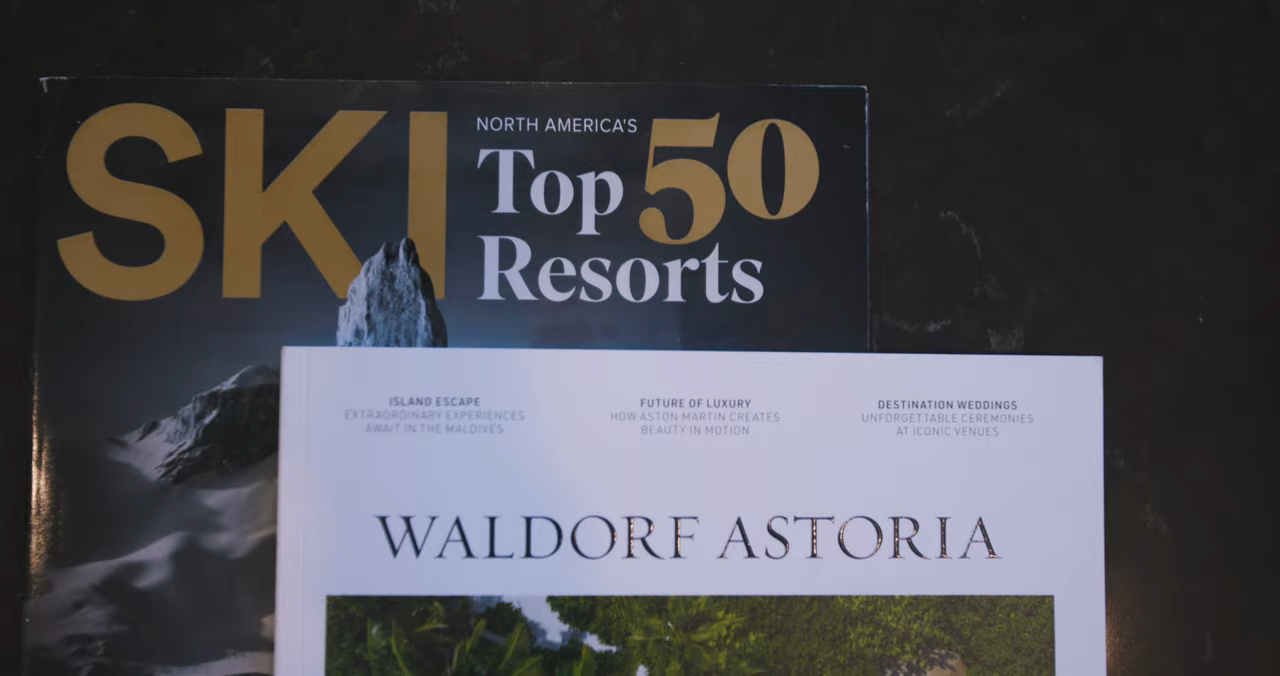 SKI
NORTH AMERICA'S
Top 50
Resorts
ISLAND ESCAPE
EXTRAORDINARY EXPERIENCES
AWAIT IN THE MALDIVES
FUTURE OF LUXURY
HOW ASTON MARTIN CREATES
BEAUTY IN MOTION
DESTINATION WEDDINGS
UNFORGETTABLE CEREMONIES
AT ICONIC VENUES
WALDORF ASTORIA